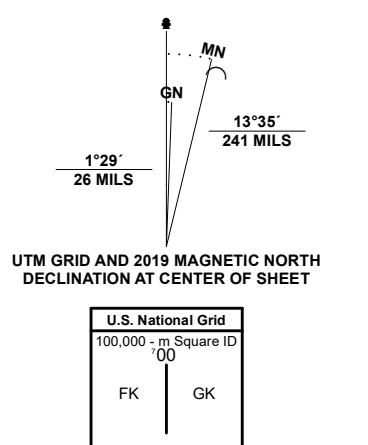 MN
GN
13°35´
241 MILS
1°29´
26 MILS
UTM GRID AND 2019 MAGNETIC NORTH
DECLINATION AT CENTER OF SHEET
U.S. National Grid
100,000 - m Square ID
⁷00
FK GK